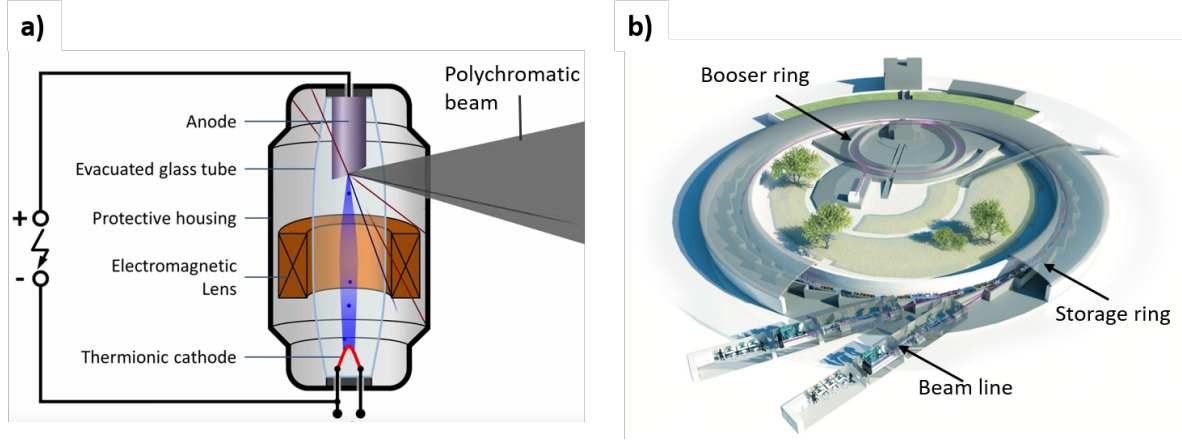 a)
Polychromatic
beam
Anode
Evacuated glass tube
Protective housing
Electromagnetic
Lens
Thermionic cathode
+
-
b)
Booser ring
Storage ring
Beam line